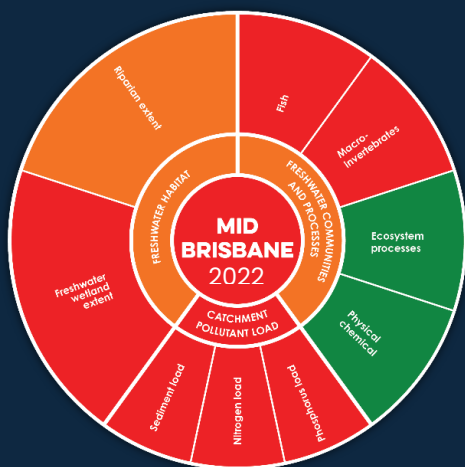 MID
BRISBANE
2022
FRESHWATER COMMUNITIES
AND PROCESSES
Fish
Macro-
Invertebrates
Ecosystem
processes
Physical
chemical
CATCHMENT
POLLUTANT LOAD
Phosphorus load
Nitrogen load
Sediment load
FRESHWATER HABITAT
Freshwater
wetland
extent
Riparian extent